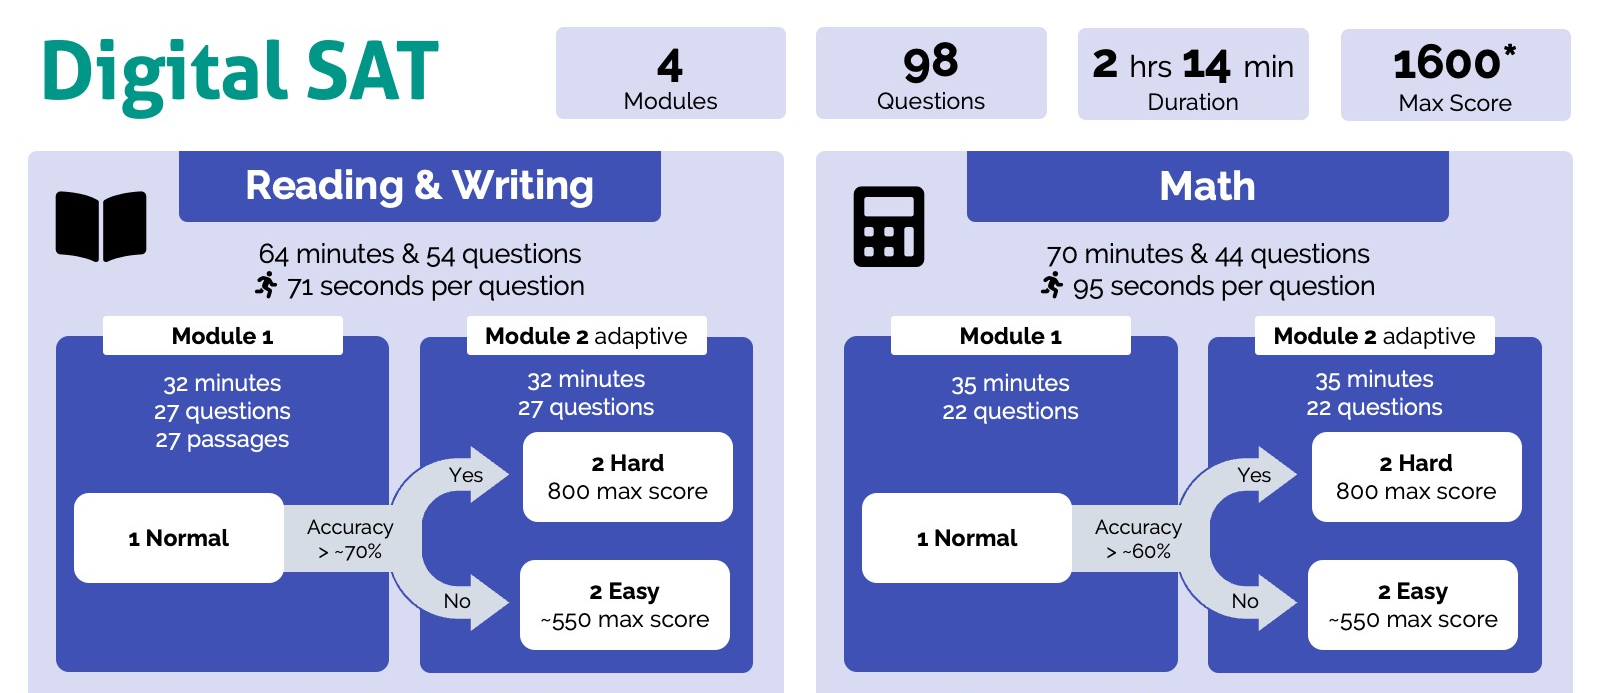 Digital SAT
4
Modules
98
Questions
2 hrs 14 min
Duration
1600*
Max Score
Reading & Writing
64 minutes & 54 questions
71 seconds per question
Module 1
32 minutes
27 questions
27 passages
1 Normal
Accuracy
> ~70%
Module 2 adaptive
32 minutes
27 questions
Yes
2 Hard
800 max score
No
2 Easy
~550 max score
Math
70 minutes & 44 questions
95 seconds per question
Module 1
35 minutes
22 questions
1 Normal
Accuracy
> ~60%
Module 2 adaptive
35 minutes
22 questions
Yes
2 Hard
800 max score
No
2 Easy
~550 max score